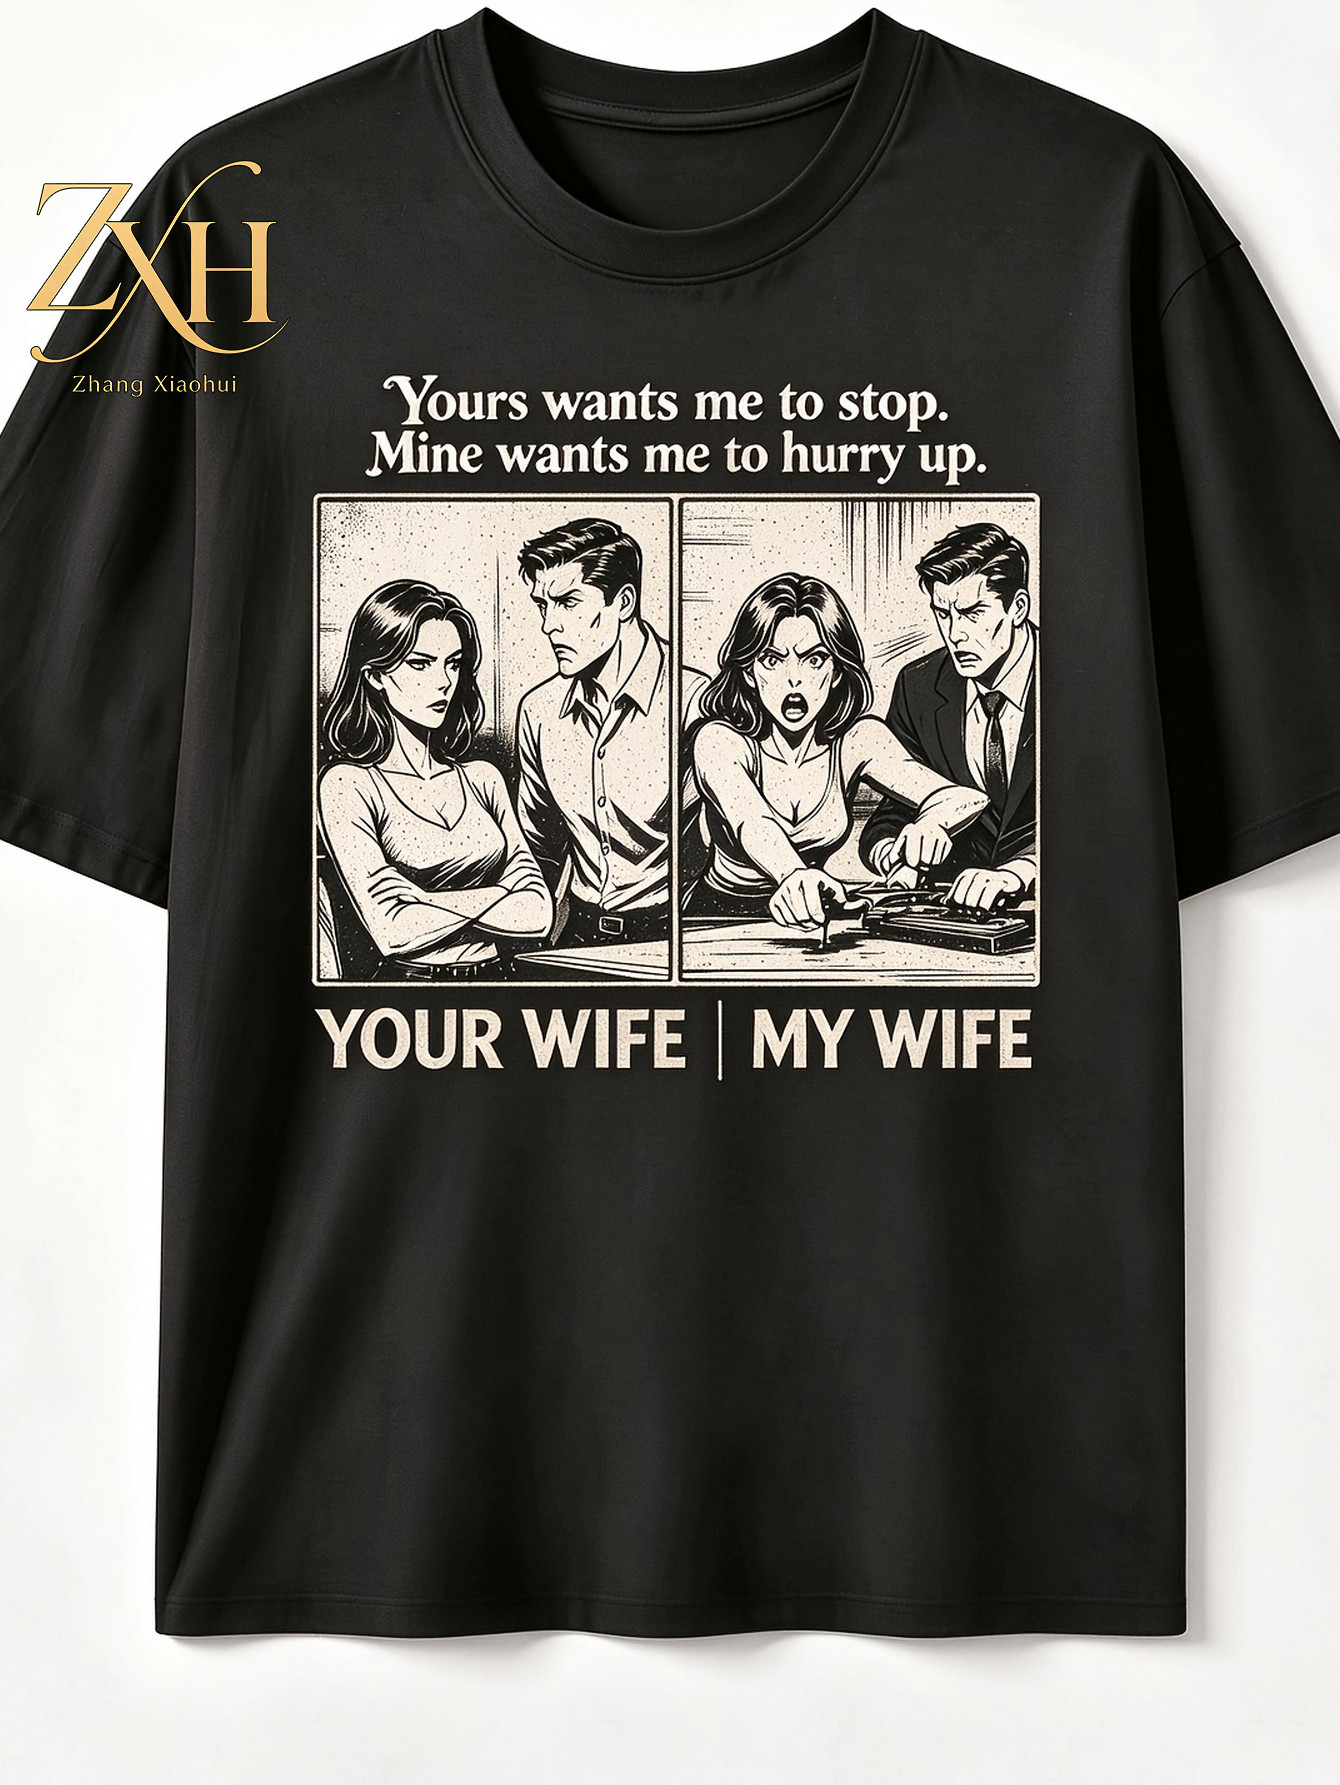 ZXH
Zhang Xiaohui
Yours wants me to stop.
Mine wants me to hurry up.
YOUR WIFE | MY WIFE